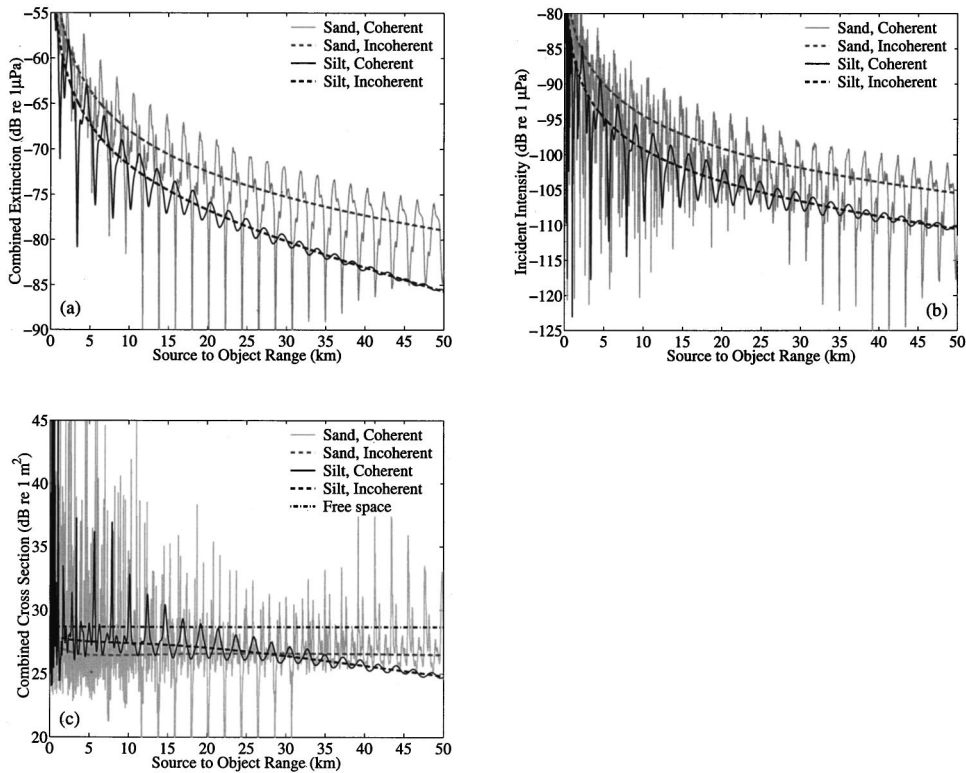 Combined Extinction (dB re 1μPa)
−55
−60
−65
−70
−75
−80
−85
−90
Sand, Coherent
Sand, Incoherent
Silt, Coherent
Silt, Incoherent
(a)
0 5 10 15 20 25 30 35 40 45 50
Source to Object Range (km)
Incident Intensity (dB re 1 μPa)
−80
−85
−90
−95
−100
−105
−110
−115
−120
−125
Sand, Coherent
Sand, Incoherent
Silt, Coherent
Silt, Incoherent
(b)
0 5 10 15 20 25 30 35 40 45 50
Source to Object Range (km)
Combined Cross Section (dB re 1 m²)
45
40
35
30
25
20
Sand, Coherent
Sand, Incoherent
Silt, Coherent
Silt, Incoherent
Free space
(c)
0 5 10 15 20 25 30 35 40 45 50
Source to Object Range (km)